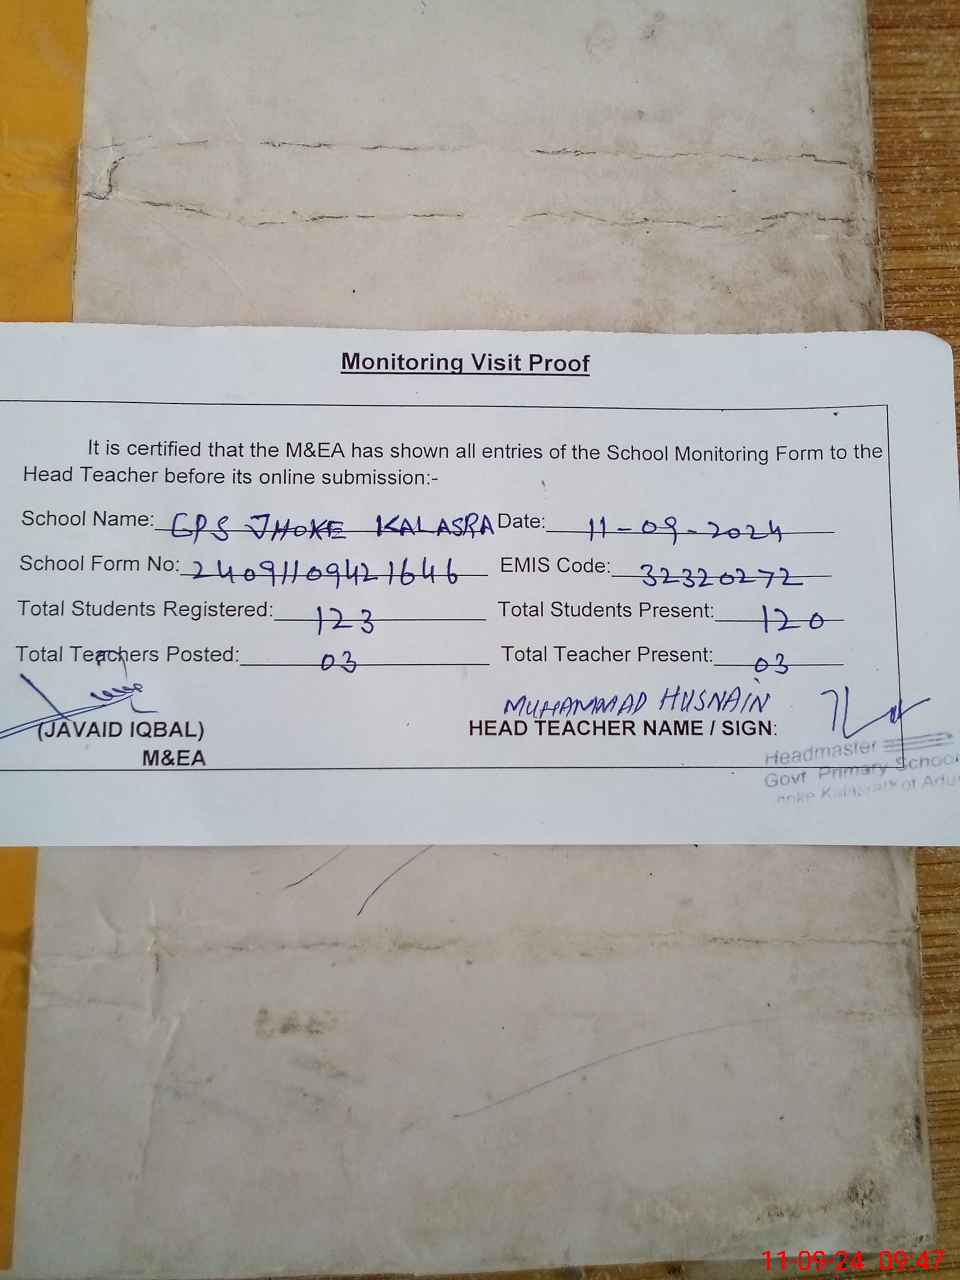 Monitoring Visit Proof
It is certified that the M&EA has shown all entries of the School Monitoring Form to the
Head Teacher before its online submission:-
School Name: GPS JHOKE KALASRA Date: 11-09-2024
School Form No: 24091109421646 EMIS Code: 32320272
Total Students Registered: 123 Total Students Present: 120
Total Teachers Posted: 03 Total Teacher Present: 03
MUHAMMAD HUSNAIN
(JAVAID IQBAL) HEAD TEACHER NAME / SIGN:
M&EA
Headmaster
Govt Primary School
11-09-24 09:47